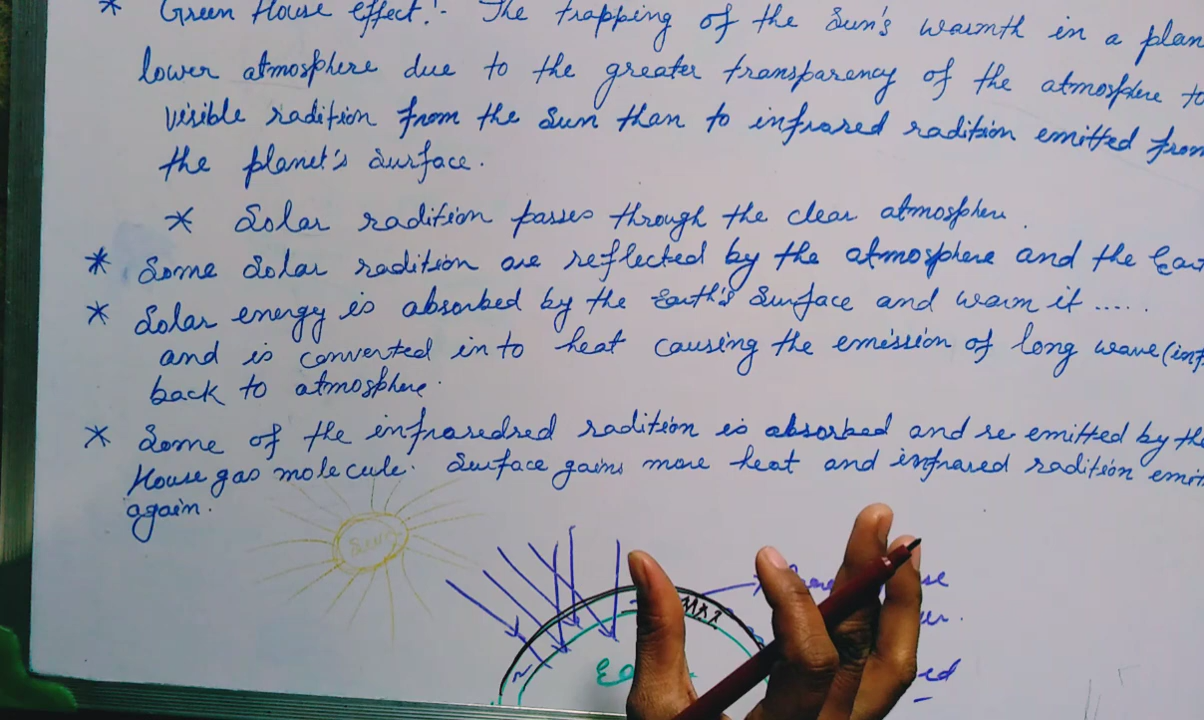 * Green House effect:- The trapping of the Sun's warmth in a plan
lower atmosphere due to the greater transparency of the atmosphere to
visible radition from the Sun than to infrared radition emitted from
the planet's surface.
* Solar radition passes through the clear atmosphere.
* Some Solar radition are reflected by the atmosphere and the Eart
* Solar energy is absorbed by the Earth's Surface and warm it .....
and is converted in to heat causing the emission of long wave (inf
back to atmosphere.
* Some of the infraredred radition is absorbed and re emitted by the
House gas molecule. Surface gains more heat and infrared radition emit
again.
Sun